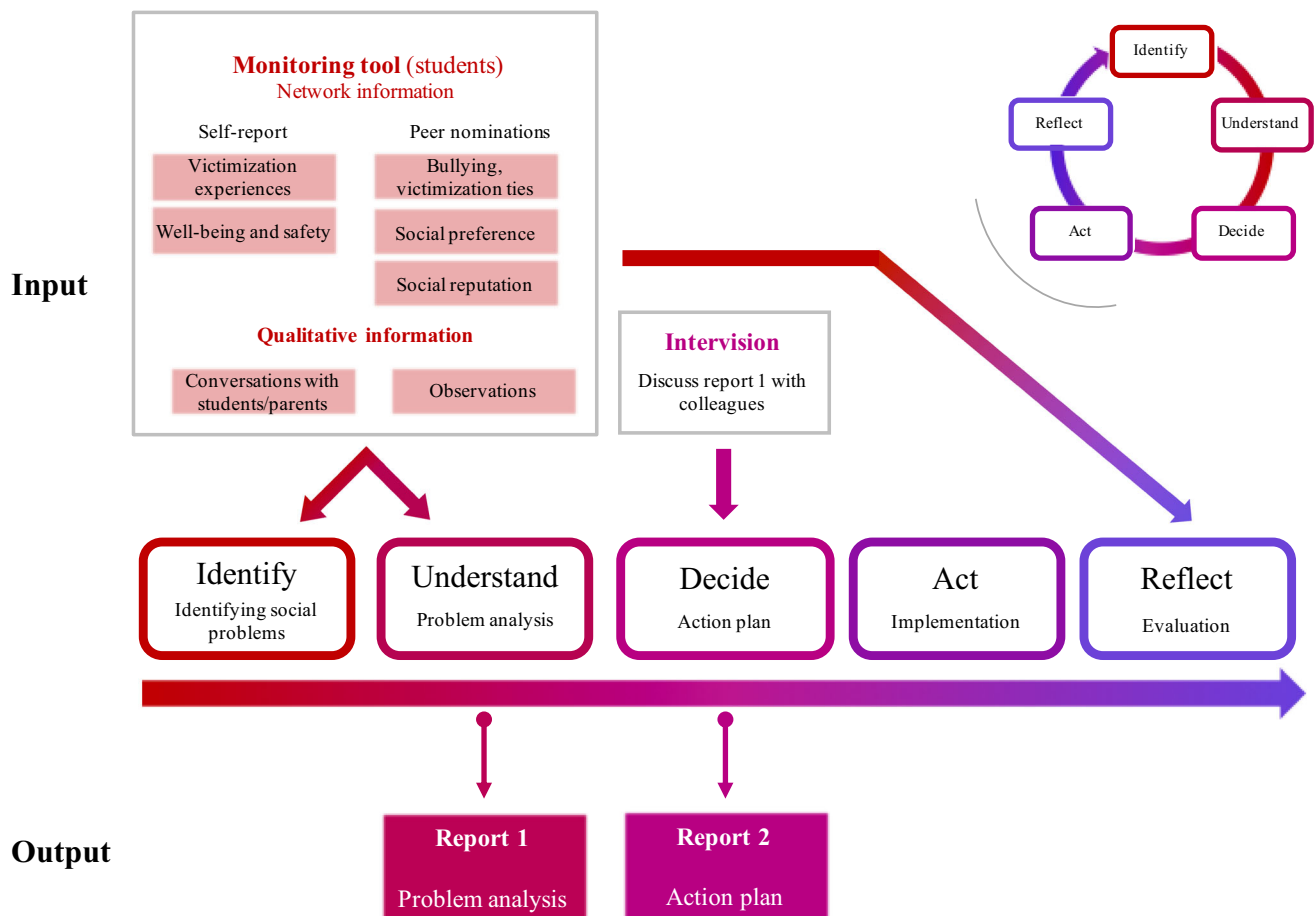 Monitoring tool (students)
Network information
Self-report
Peer nominations
Victimization
experiences
Bullying,
victimization ties
Well-being and safety
Social preference
Social reputation
Qualitative information
Conversations with
students/parents
Observations
Input
Intervision
Discuss report 1 with
colleagues
Identify
Understand
Decide
Act
Reflect
Identify
Identifying social
problems
Understand
Problem analysis
Decide
Action plan
Act
Implementation
Reflect
Evaluation
Output
Report 1
Problem analysis
Report 2
Action plan